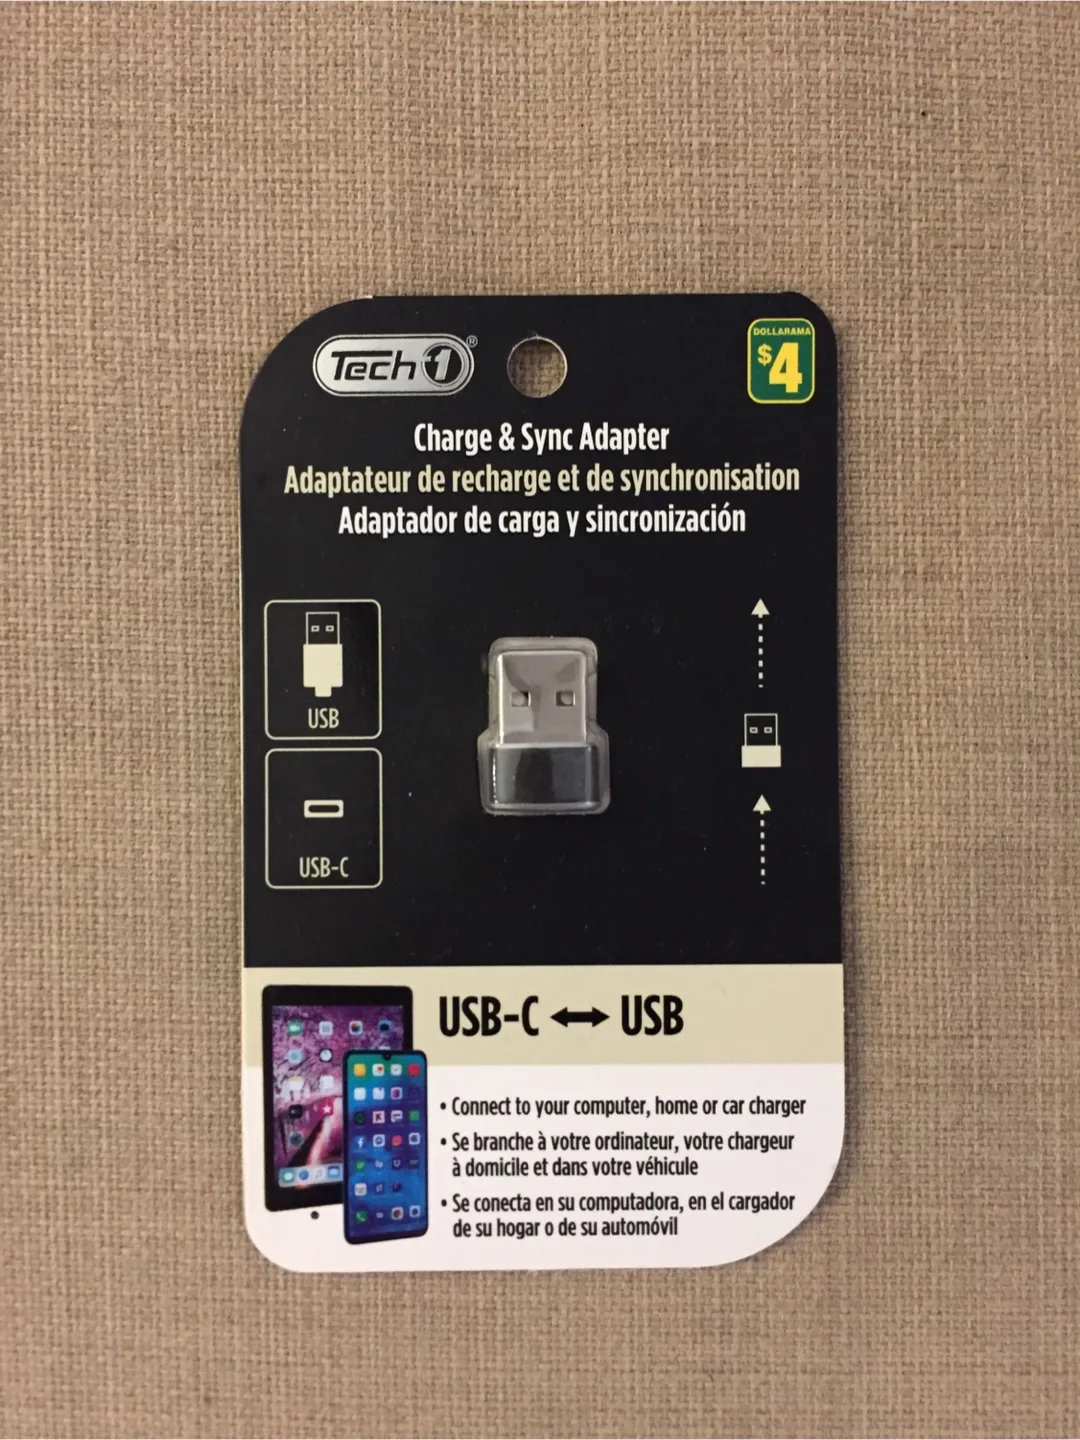 Tech 1®
DOLLARAMA
$4
Charge & Sync Adapter
Adaptateur de recharge et de synchronisation
Adaptador de carga y sincronización
USB
USB-C
USB-C ↔ USB
• Connect to your computer, home or car charger
• Se branche à votre ordinateur, votre chargeur
à domicile et dans votre véhicule
• Se conecta en su computadora, en el cargador
de su hogar o de su automóvil